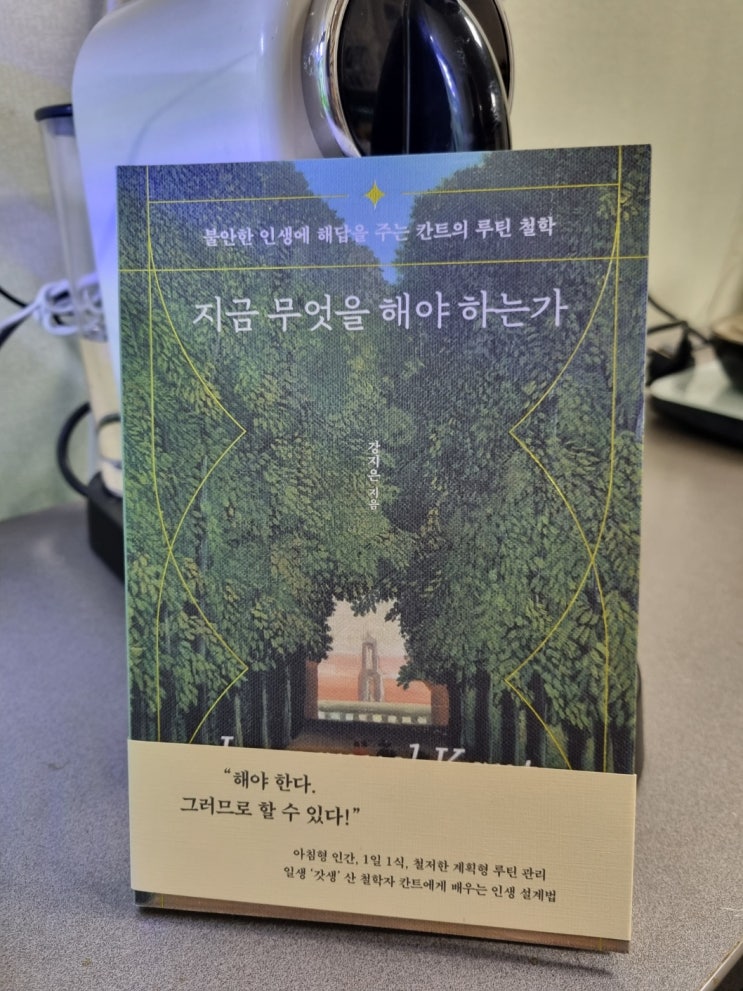 불안한 인생에 해답을 주는 칸트의 루틴 철학
지금 무엇을 해야 하는가
강지은 지음
“해야 한다.
그러므로 할 수 있다!”
아침형 인간, 1일 1식, 철저한 계획형 루틴 관리
일생 ‘갓생’ 산 철학자 칸트에게 배우는 인생 설계법